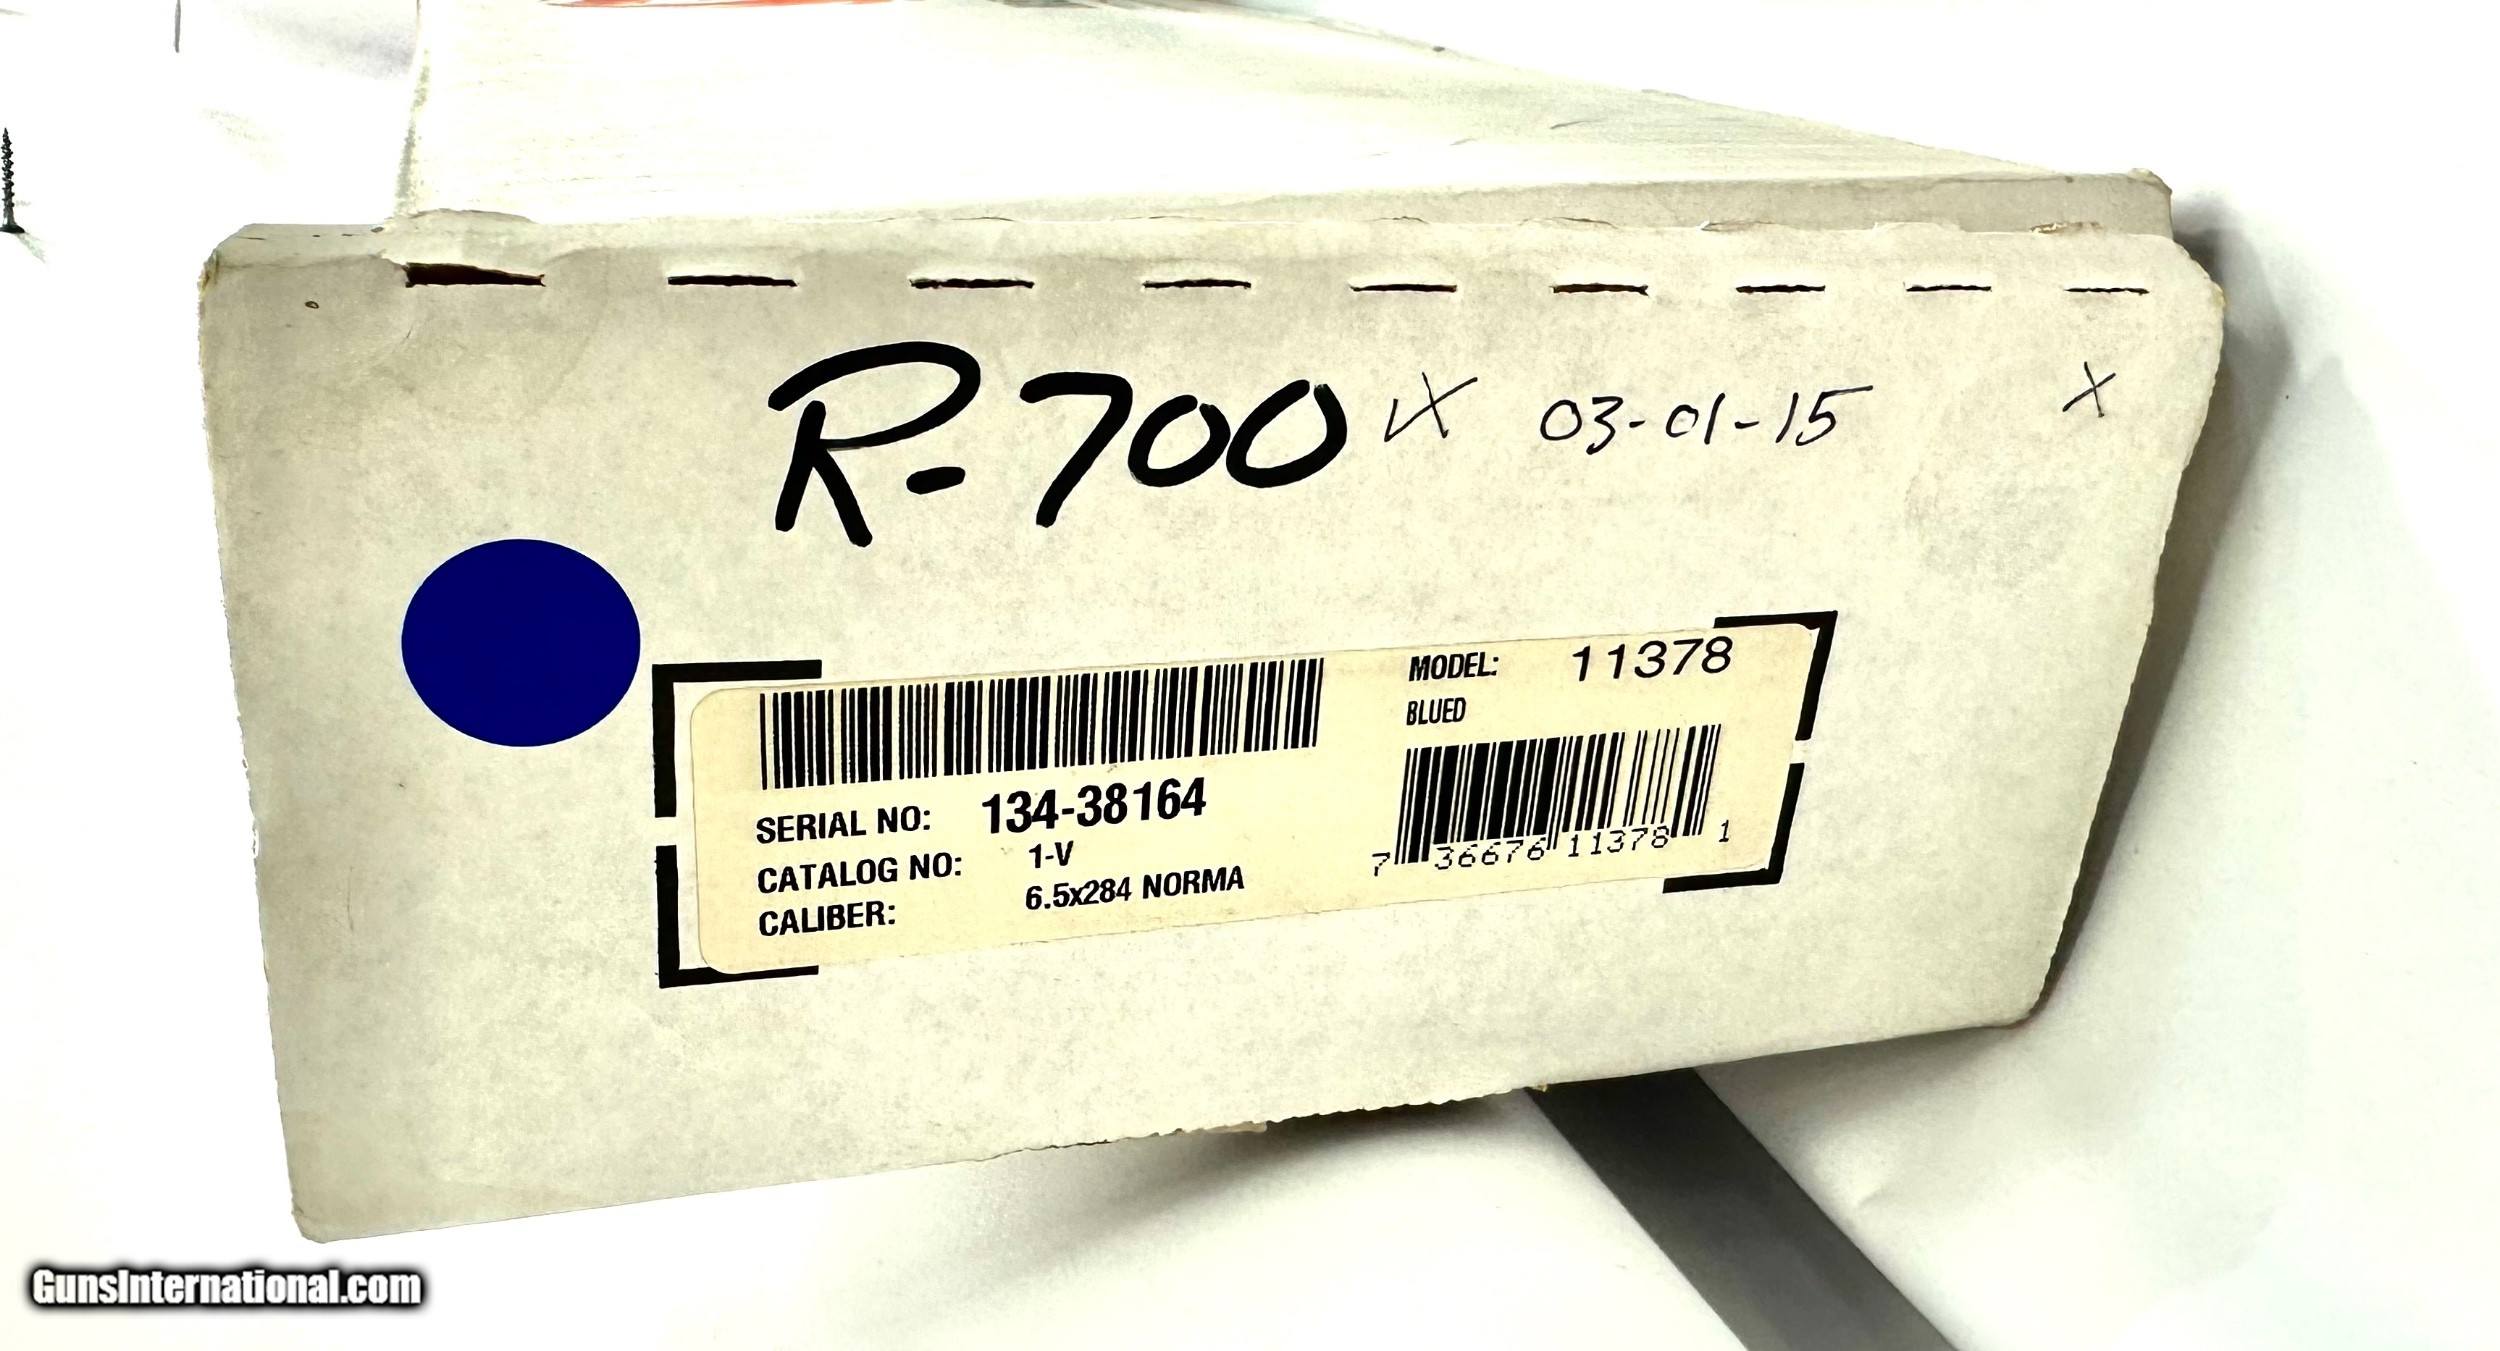 R-700 X 03-01-15 X
MODEL: 11378
BLUED
SERIAL NO: 134-38164
CATALOG NO: 1-V
CALIBER: 6.5x284 NORMA
7 36676 11378 1
GunsInternational.com